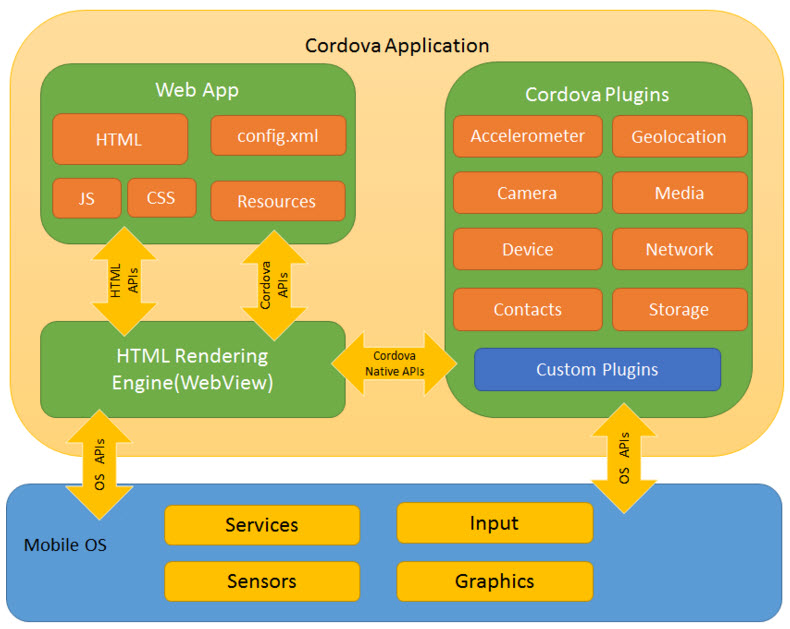 Cordova Application
Web App
HTML
config.xml
JS
CSS
Resources
HTML
APIs
Cordova
APIs
HTML Rendering
Engine(WebView)
Cordova
Native APIs
Cordova Plugins
Accelerometer
Geolocation
Camera
Media
Device
Network
Contacts
Storage
Custom Plugins
OS APIs
OS APIs
Mobile OS
Services
Input
Sensors
Graphics